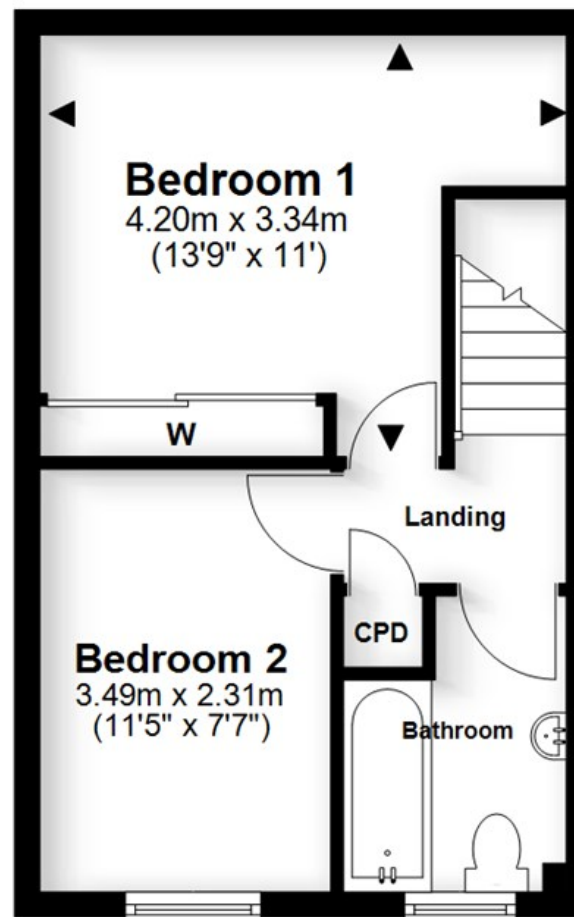 Bedroom 1
4.20m x 3.34m
(13'9" x 11')
W
Landing
CPD
Bedroom 2
3.49m x 2.31m
(11'5" x 7'7")
Bathroom